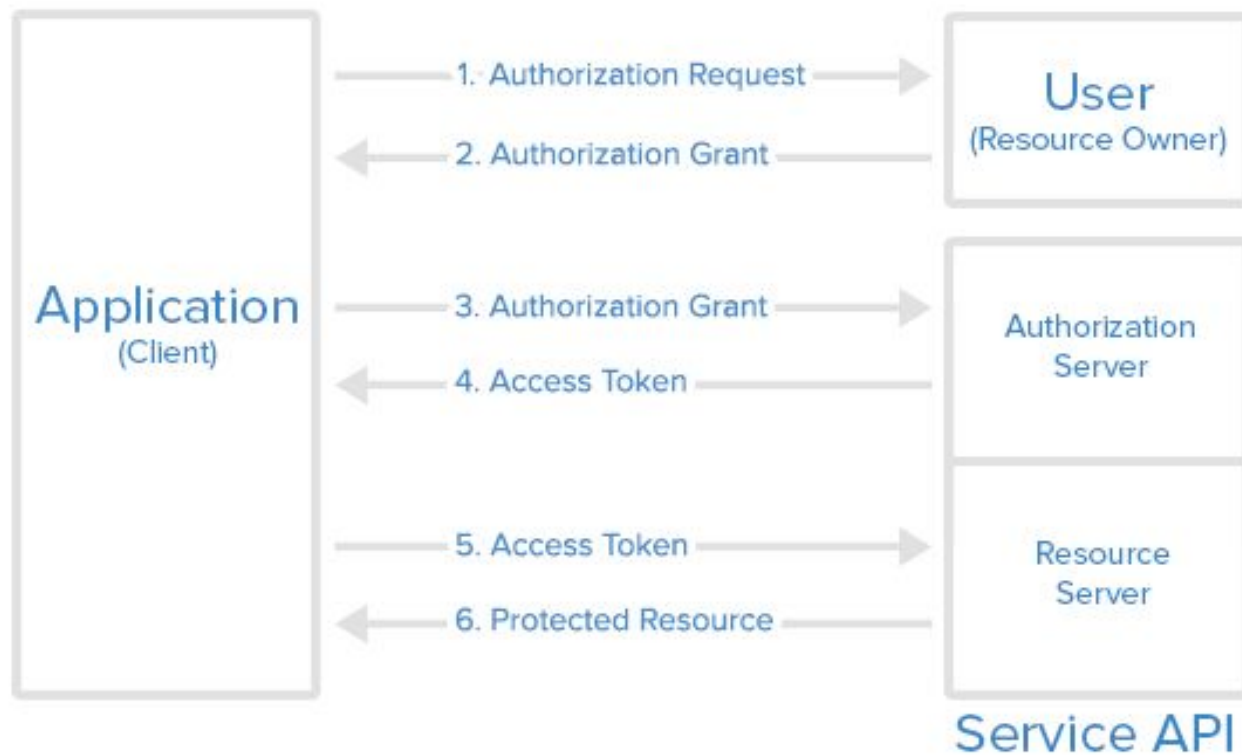 1. Authorization Request
User
(Resource Owner)
2. Authorization Grant
Application
(Client)
3. Authorization Grant
Authorization
Server
4. Access Token
5. Access Token
Resource
Server
6. Protected Resource
Service API